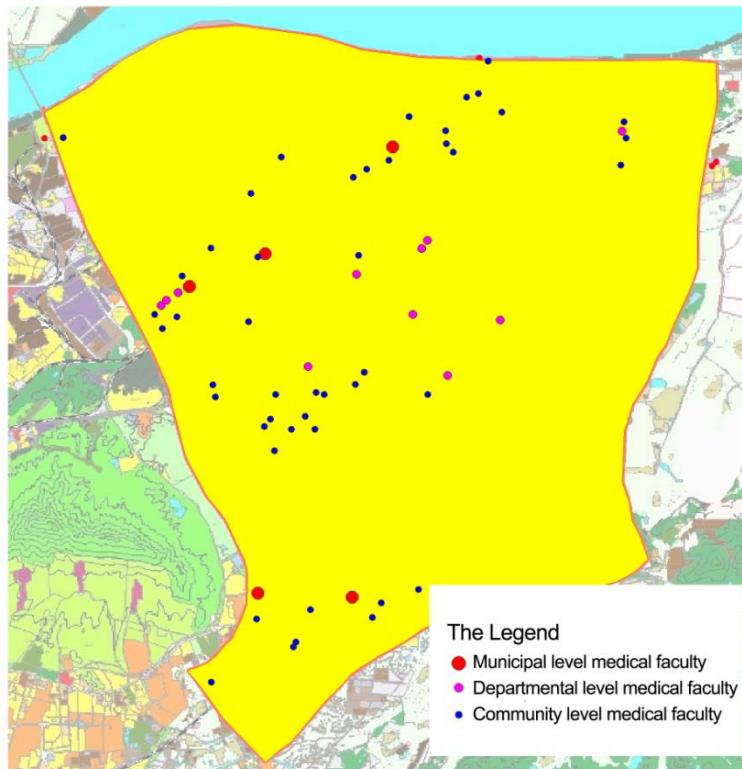 The Legend
Municipal level medical faculty
Departmental level medical faculty
Community level medical faculty